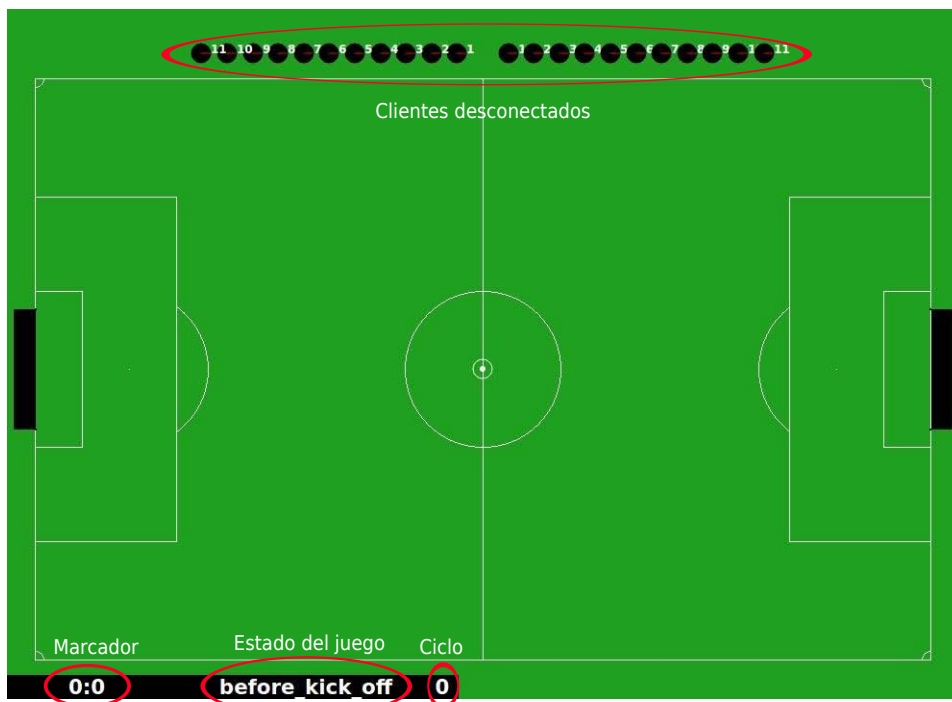 11 10 9 8 7 6 5 4 3 2 1 1 2 3 4 5 6 7 8 9 1 11
Clientes desconectados
Marcador Estado del juego Ciclo
0:0 before_kick_off 0